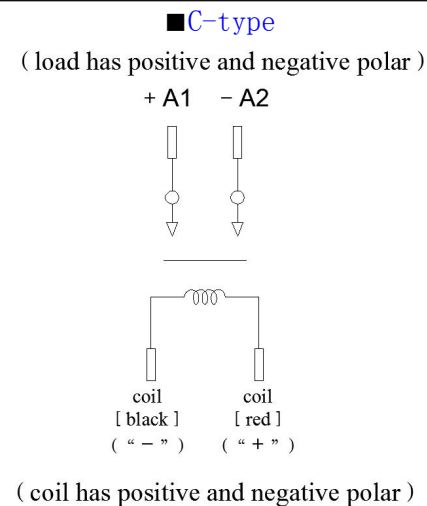 ■C-type
( load has positive and negative polar )
+ A1 − A2
coil coil
[ black ] [ red ]
( “ − ” ) ( “ + ” )
( coil has positive and negative polar )